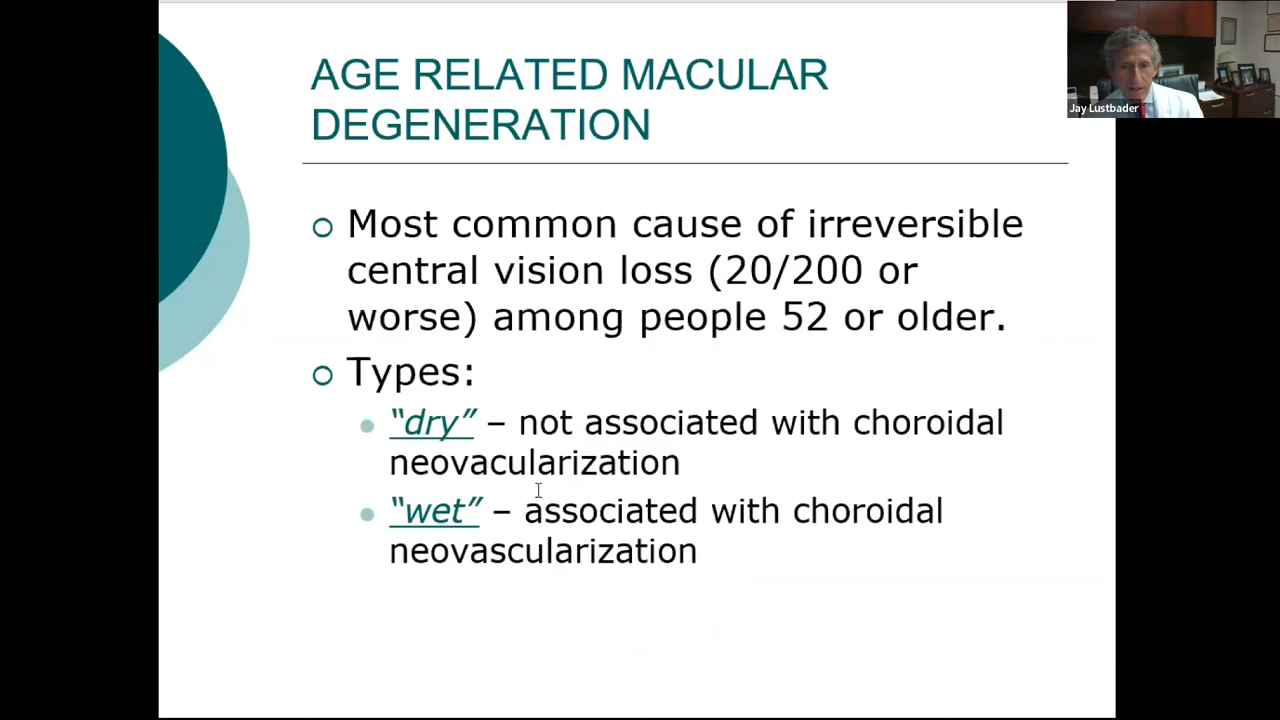 AGE RELATED MACULAR
DEGENERATION
Jay Lustbader
Most common cause of irreversible
central vision loss (20/200 or
worse) among people 52 or older.
Types:
“dry” – not associated with choroidal
neovacularization
“wet” – associated with choroidal
neovascularization